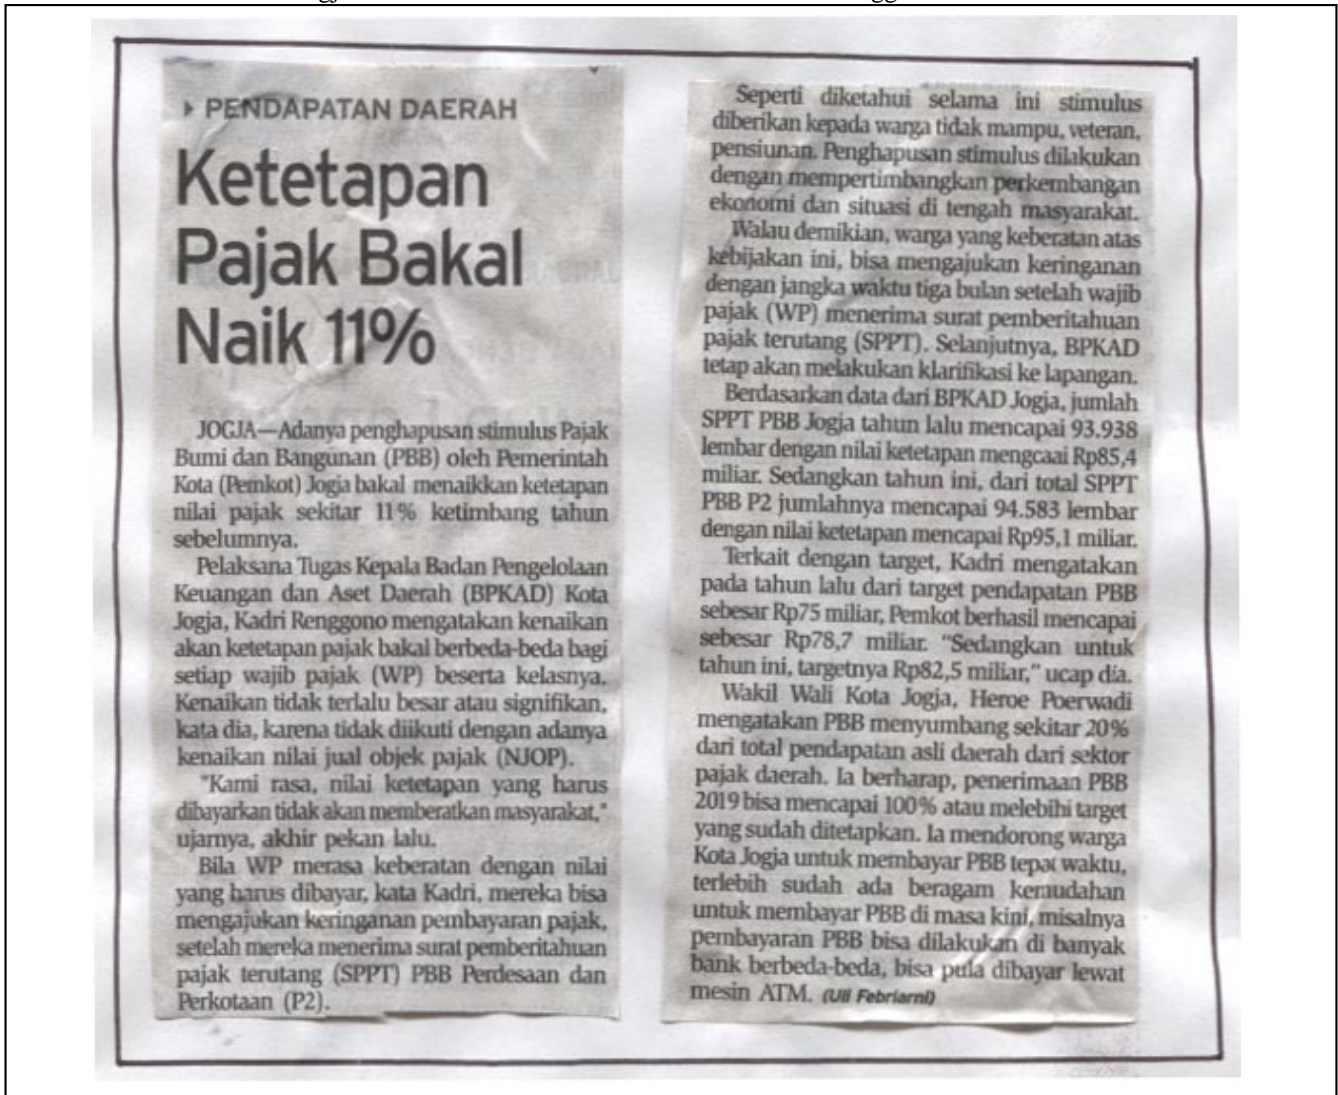 ▸ PENDAPATAN DAERAH
Ketetapan
Pajak Bakal
Naik 11%
JOGJA—Adanya penghapusan stimulus Pajak
Bumi dan Bangunan (PBB) oleh Pemerintah
Kota (Pemkot) Jogja bakal menaikkan ketetapan
nilai pajak sekitar 11% ketimbang tahun
sebelumnya.
Pelaksana Tugas Kepala Badan Pengelolaan
Keuangan dan Aset Daerah (BPKAD) Kota
Jogja, Kadri Renggono mengatakan kenaikan
akan ketetapan pajak bakal berbeda-beda bagi
setiap wajib pajak (WP) beserta kelasnya.
Kenaikan tidak terlalu besar atau signifikan,
kata dia, karena tidak diikuti dengan adanya
kenaikan nilai jual objek pajak (NJOP).
"Kami rasa, nilai ketetapan yang harus
dibayarkan tidak akan memberatkan masyarakat,"
ujarnya, akhir pekan lalu.
Bila WP merasa keberatan dengan nilai
yang harus dibayar, kata Kadri, mereka bisa
mengajukan keringanan pembayaran pajak,
setelah mereka menerima surat pemberitahuan
pajak terutang (SPPT) PBB Perdesaan dan
Perkotaan (P2).
Seperti diketahui selama ini stimulus
diberikan kepada warga tidak mampu, veteran,
pensiunan. Penghapusan stimulus dilakukan
dengan mempertimbangkan perkembangan
ekonomi dan situasi di tengah masyarakat.
Walau demikian, warga yang keberatan atas
kebijakan ini, bisa mengajukan keringanan
dengan jangka waktu tiga bulan setelah wajib
pajak (WP) menerima surat pemberitahuan
pajak terutang (SPPT). Selanjutnya, BPKAD
tetap akan melakukan klarifikasi ke lapangan.
Berdasarkan data dari BPKAD Jogja, jumlah
SPPT PBB Jogja tahun lalu mencapai 93.938
lembar dengan nilai ketetapan mengcaai Rp85,4
miliar. Sedangkan tahun ini, dari total SPPT
PBB P2 jumlahnya mencapai 94.583 lembar
dengan nilai ketetapan mencapai Rp95,1 miliar.
Terkait dengan target, Kadri mengatakan
pada tahun lalu dari target pendapatan PBB
sebesar Rp75 miliar, Pemkot berhasil mencapai
sebesar Rp78,7 miliar. "Sedangkan untuk
tahun ini, targetnya Rp82,5 miliar," ucap dia.
Wakil Wali Kota Jogja, Heroe Poerwadi
mengatakan PBB menyumbang sekitar 20%
dari total pendapatan asli daerah dari sektor
pajak daerah. Ia berharap, penerimaan PBB
2019 bisa mencapai 100% atau melebihi target
yang sudah ditetapkan. Ia mendorong warga
Kota Jogja untuk membayar PBB tepat waktu,
terlebih sudah ada beragam kemudahan
untuk membayar PBB di masa kini, misalnya
pembayaran PBB bisa dilakukan di banyak
bank berbeda-beda, bisa pula dibayar lewat
mesin ATM. (Uli Febriarni)